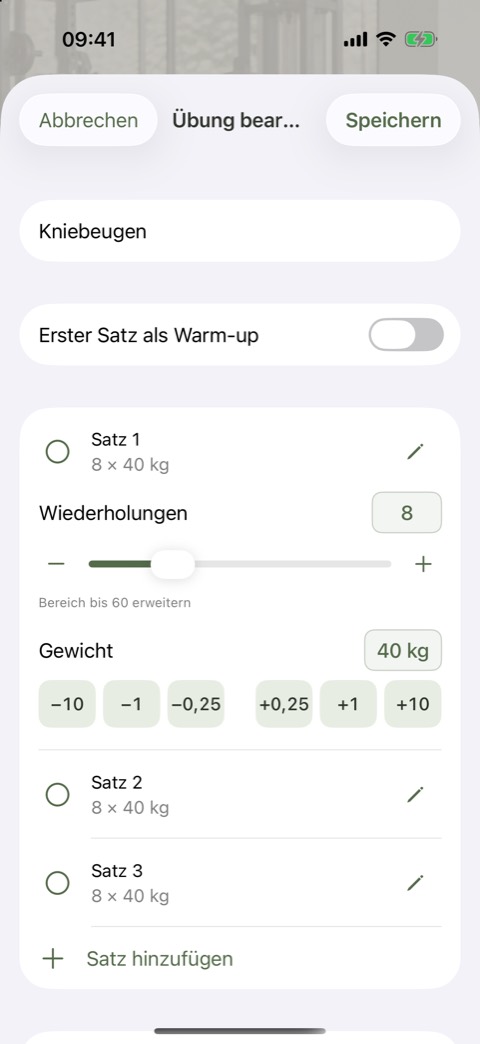 09:41
Abbrechen
Übung bear...
Speichern
Kniebeugen
Erster Satz als Warm-up
Satz 1
8 × 40 kg
Wiederholungen
8
Bereich bis 60 erweitern
Gewicht
40 kg
−10
−1
−0,25
+0,25
+1
+10
Satz 2
8 × 40 kg
Satz 3
8 × 40 kg
Satz hinzufügen